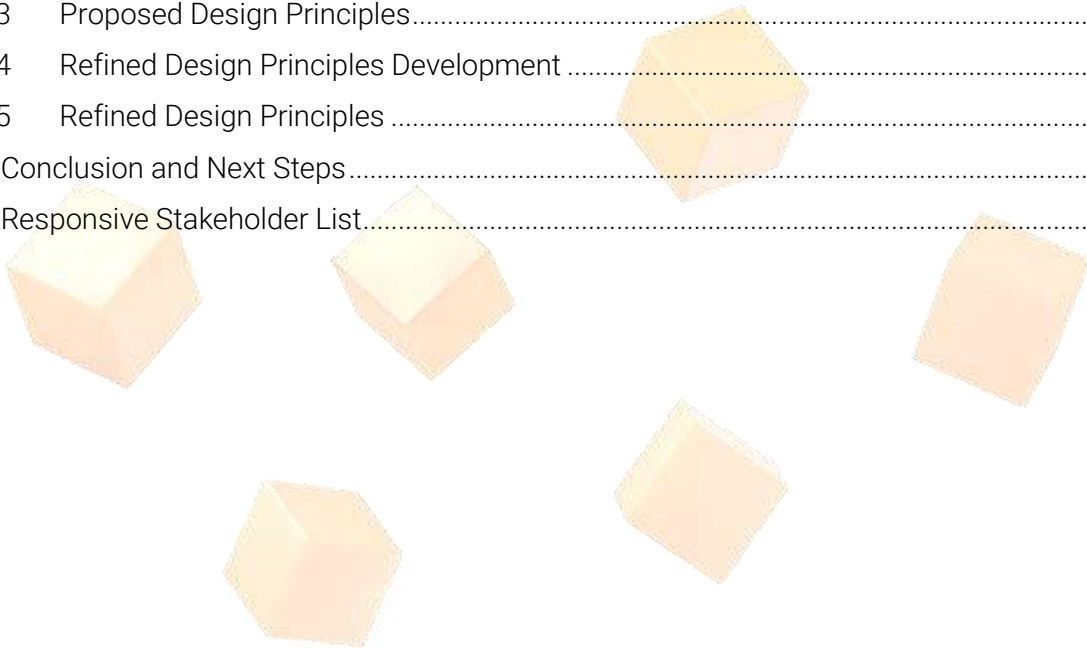 3 Proposed Design Principles..........................................................................................
4 Refined Design Principles Development ....................................................................
5 Refined Design Principles .............................................................................................
Conclusion and Next Steps...................................................................................................
Responsive Stakeholder List.................................................................................................